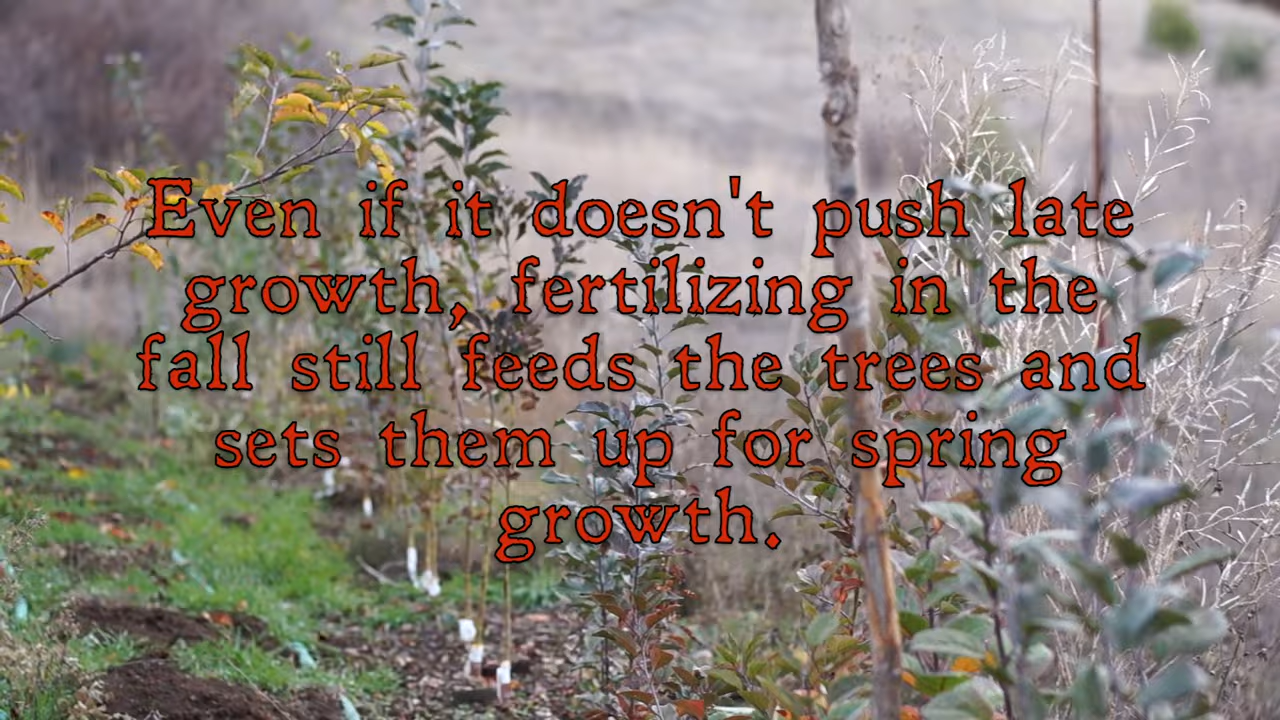 Even if it doesn't push late
growth, fertilizing in the
fall still feeds the trees and
sets them up for spring
growth.